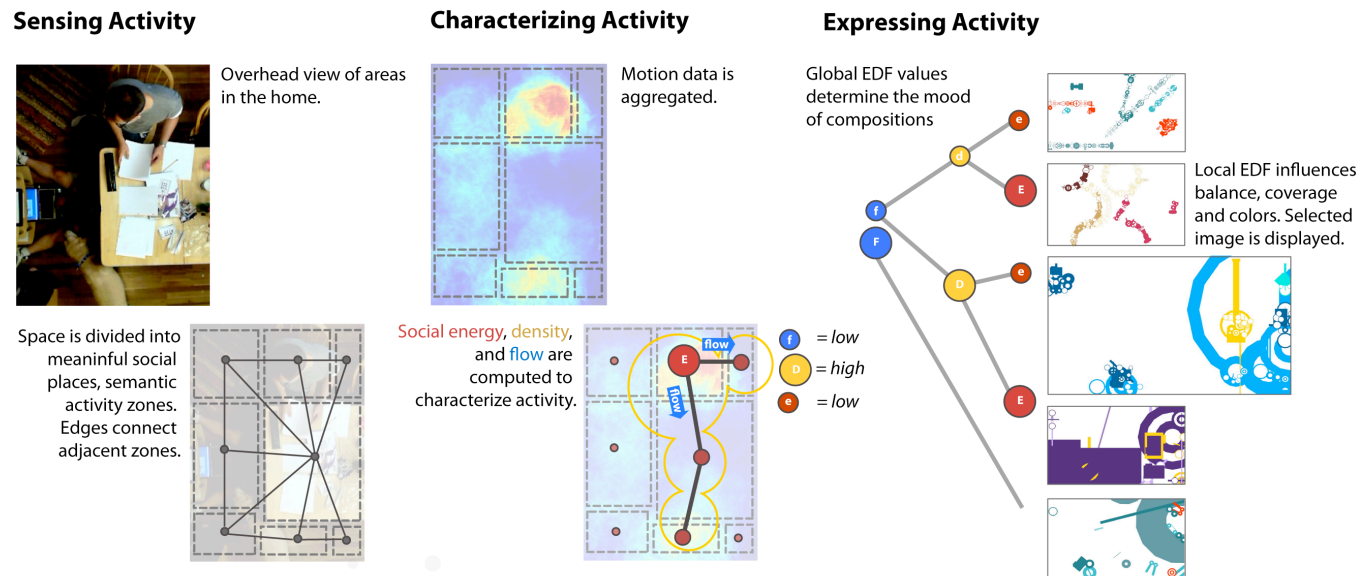 Sensing Activity
Overhead view of areas
in the home.
Space is divided into
meaninful social
places, semantic
activity zones.
Edges connect
adjacent zones.
Characterizing Activity
Motion data is
aggregated.
Social energy, density,
and flow are
computed to
characterize activity.
E
flow
flow
f = low
D = high
e = low
Expressing Activity
Global EDF values
determine the mood
of compositions
e
d
E
f
F
e
D
E
Local EDF influences
balance, coverage
and colors. Selected
image is displayed.